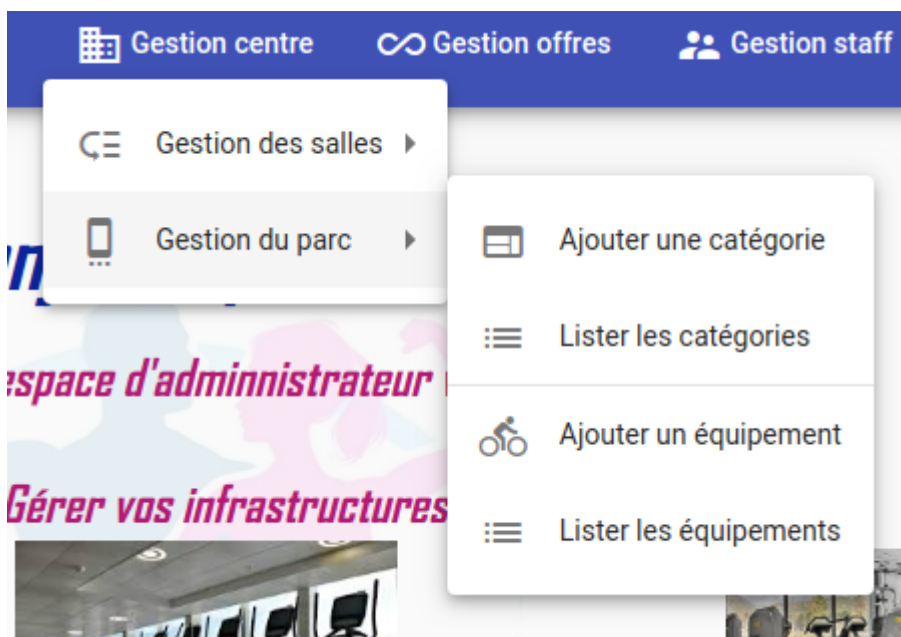 Gestion centre Gestion offres Gestion staff
Gestion des salles
Gestion du parc
Ajouter une catégorie
Lister les catégories
espace d'adminnistrateur
Ajouter un équipement
Gérer vos infrastructures
Lister les équipements